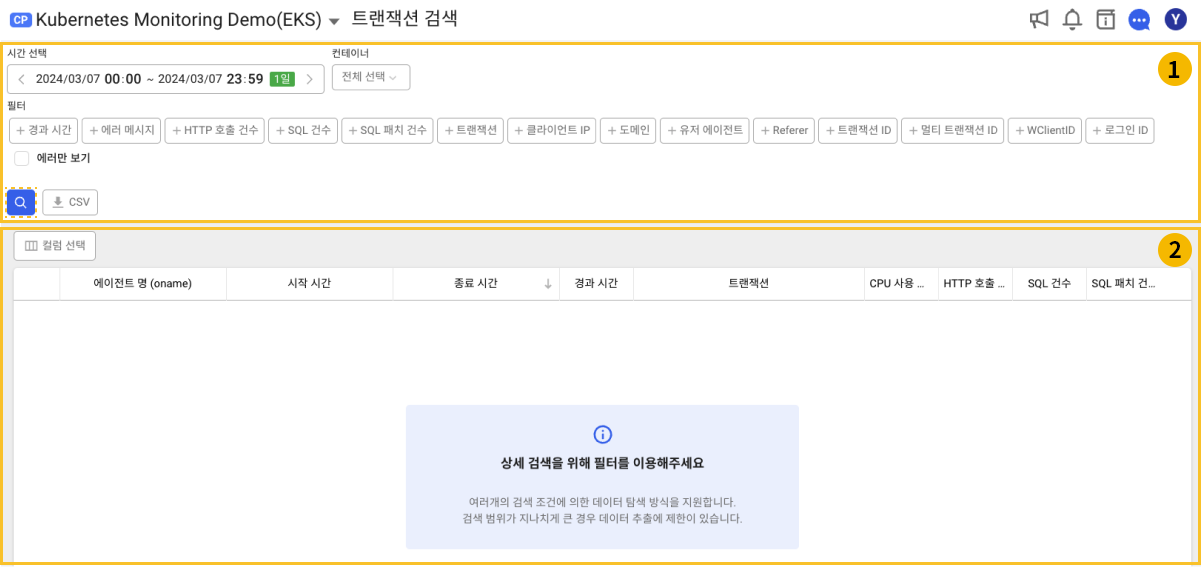 CP Kubernetes Monitoring Demo(EKS) 트랜잭션 검색 Y
시간 선택 컨테이너
2024/03/07 00:00 ~ 2024/03/07 23:59 1일 전체 선택
1
필터
+ 경과 시간 + 에러 메시지 + HTTP 호출 건수 + SQL 건수 + SQL 패치 건수 + 트랜잭션 + 클라이언트 IP + 도메인 + 유저 에이전트 + Referer + 트랜잭션 ID + 멀티 트랜잭션 ID + WClientID + 로그인 ID
에러만 보기
CSV
컬럼 선택
2
에이전트 명 (oname) 시작 시간 종료 시간 ↓ 경과 시간 트랜잭션 CPU 사용 ... HTTP 호출 ... SQL 건수 SQL 패치 건...
상세 검색을 위해 필터를 이용해주세요
여러개의 검색 조건에 의한 데이터 탐색 방식을 지원합니다.
검색 범위가 지나치게 큰 경우 데이터 추출에 제한이 있습니다.